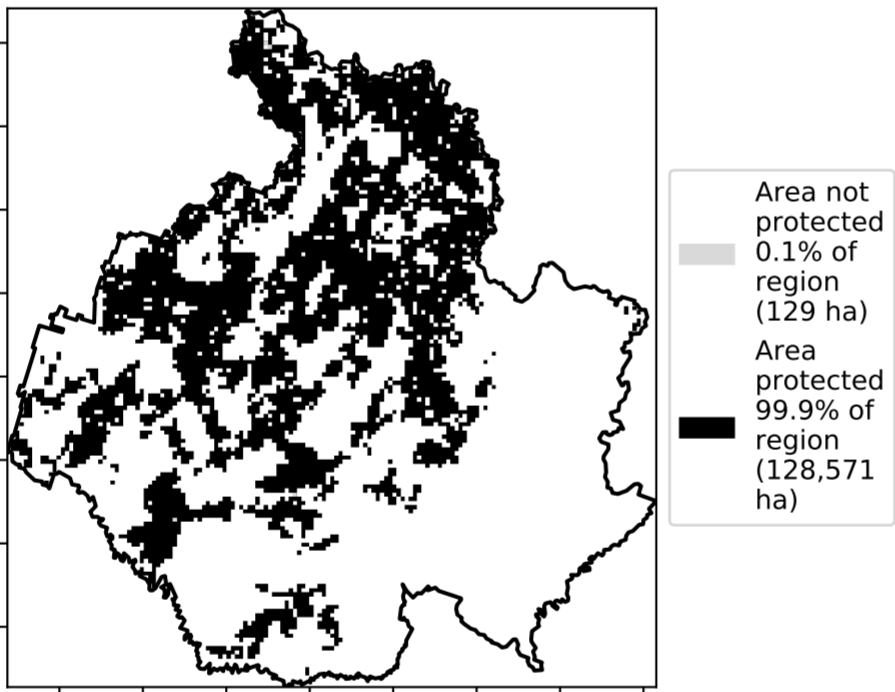 Area not
protected
0.1% of
region
(129 ha)
Area
protected
99.9% of
region
(128,571
ha)